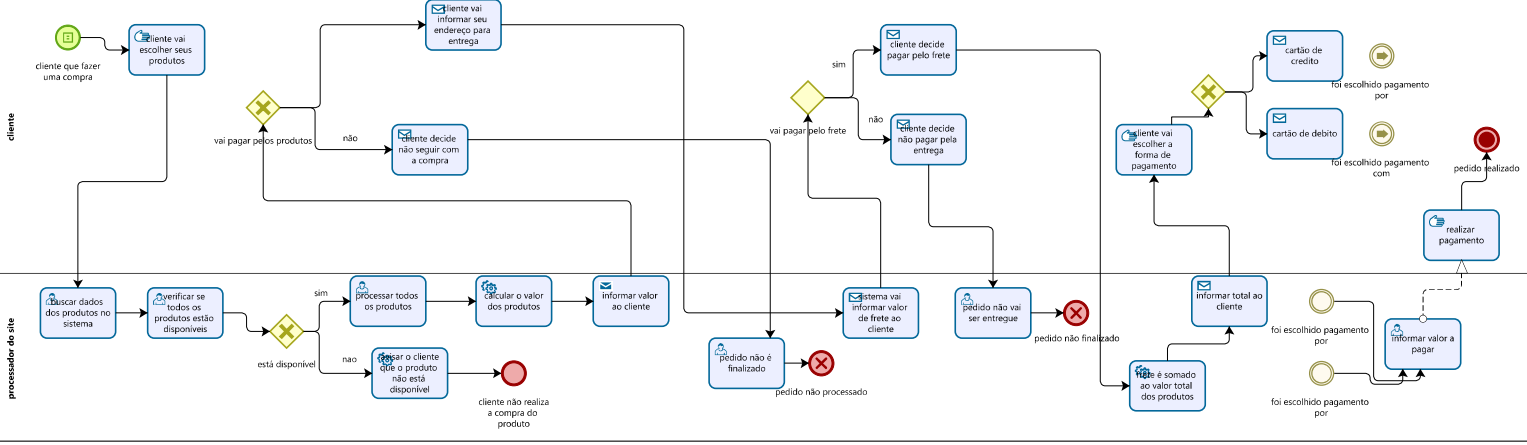 cliente
cliente que fazer
uma compra
cliente vai
escolher seus
produtos
vai pagar pelos produtos
cliente vai
informar seu
endereço para
entrega
não
cliente decide
não seguir com
a compra
vai pagar pelo frete
sim
cliente decide
pagar pelo frete
não
cliente decide
não pagar pela
entrega
cliente vai
escolher a
forma de
pagamento
cartão de
credito
foi escolhido pagamento
por
cartão de debito
foi escolhido pagamento
com
pedido realizado
realizar
pagamento
processador do site
buscar dados
dos produtos no
sistema
verificar se
todos os
produtos estão
disponíveis
está disponível
sim
processar todos
os produtos
calcular o valor
dos produtos
informar valor
ao cliente
nao
avisar o cliente
que o produto
não está
disponível
cliente não realiza
a compra do
produto
pedido não é
finalizado
pedido não processado
sistema vai
informar valor
de frete ao
cliente
pedido não vai
ser entregue
pedido não finalizado
frete é somado
ao valor total
dos produtos
informar total ao
cliente
foi escolhido pagamento
por
foi escolhido pagamento
por
informar valor a
pagar